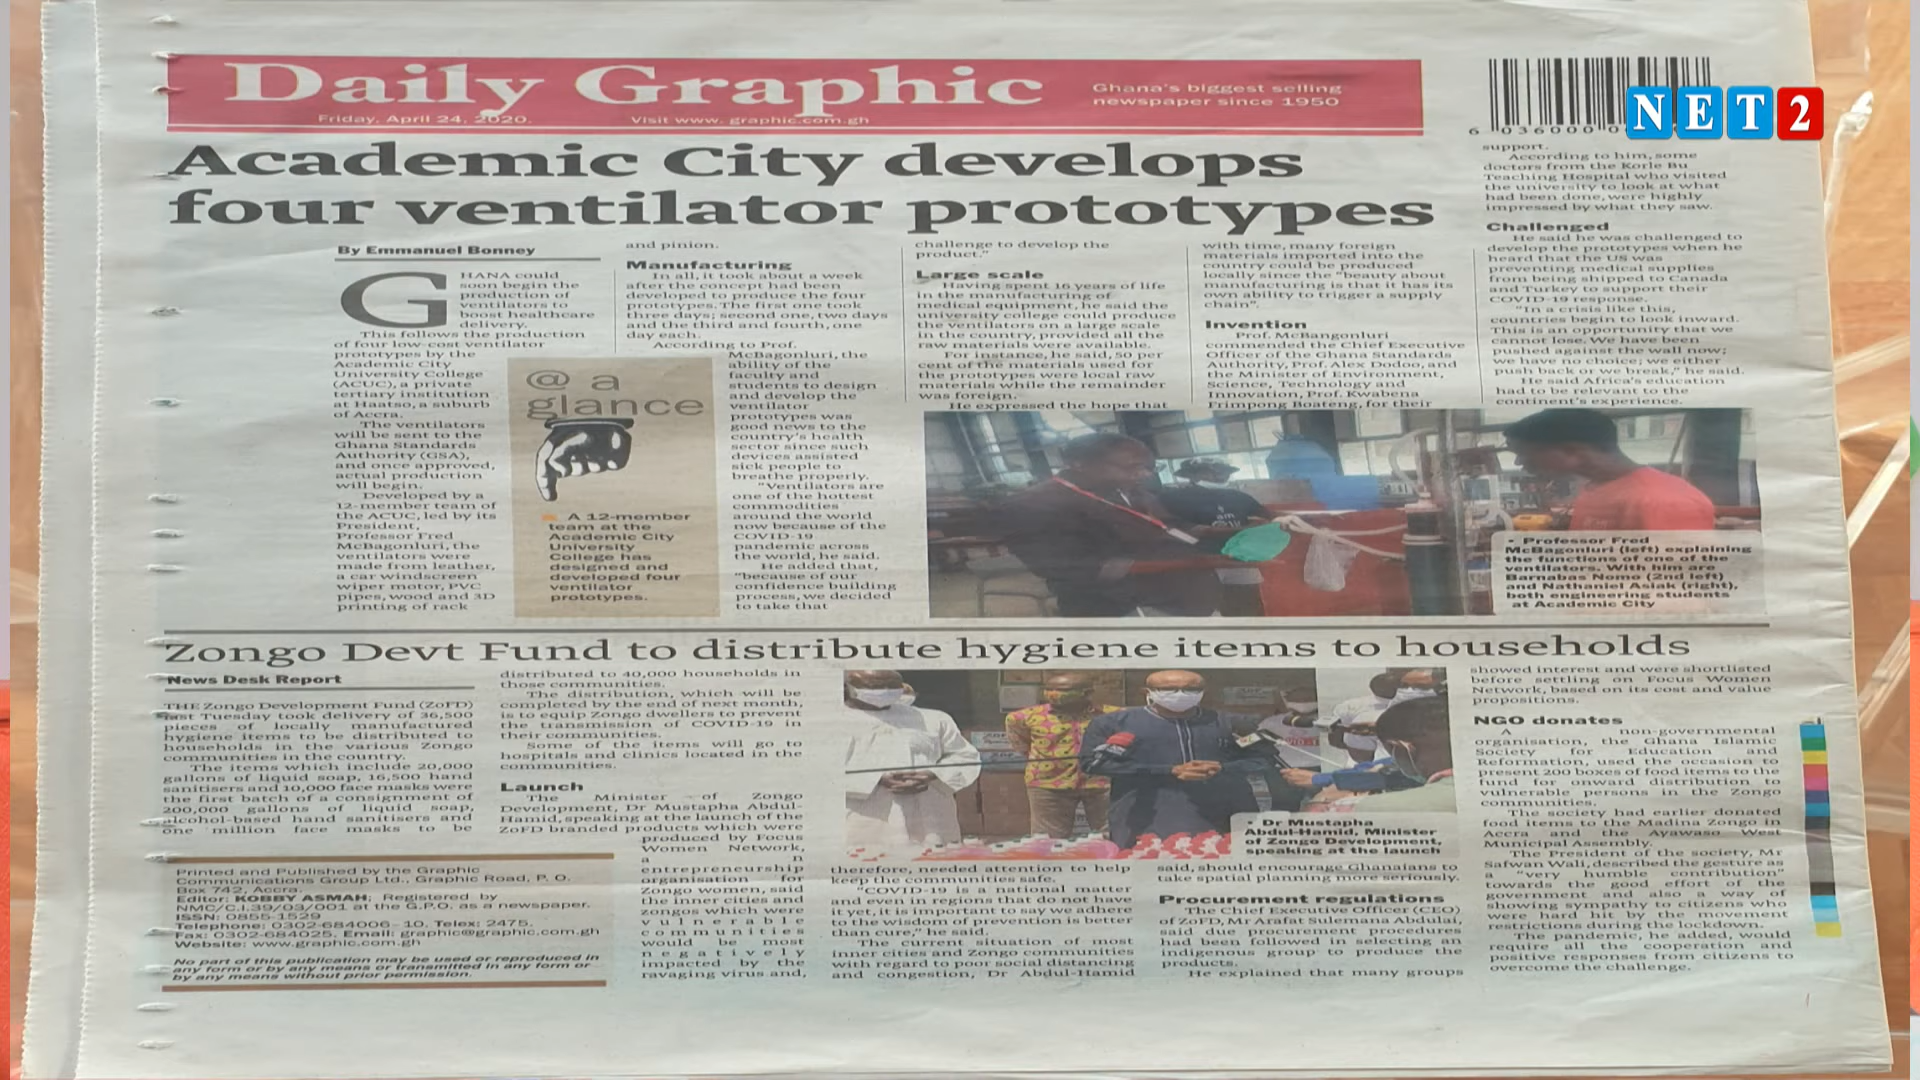 Daily Graphic
Ghana's biggest selling
newspaper since 1950
Friday, April 24, 2020.
Visit www. graphic.com.gh
6 036000 0
NET2
Academic City develops
four ventilator prototypes
By Emmanuel Bonney
GHANA could
soon begin the
production of
ventilators to
boost healthcare
delivery.
This follows the production
of four low-cost ventilator
prototypes by the
Academic City
University College
(ACUC), a private
tertiary institution
at Haatso, a suburb
of Accra.
The ventilators
will be sent to the
Ghana Standards
Authority (GSA),
and once approved,
actual production
will begin.
Developed by a
12-member team of
the ACUC, led by its
President,
Professor Fred
McBagonluri, the
ventilators were
made from leather,
a car windscreen
wiper motor, PVC
pipes, wood and 3D
printing of rack
and pinion.
Manufacturing
In all, it took about a week
after the concept had been
developed to produce the four
prototypes. The first one took
three days; second one, two days
and the third and fourth, one
day each.
According to Prof.
McBagonluri, the
ability of the
faculty and
students to design
and develop the
ventilator
prototypes was
good news to the
country's health
sector since such
devices assisted
sick people to
breathe properly.
"Ventilators are
one of the hottest
commodities
around the world
now because of the
COVID-19
pandemic across
the world, he said.
He added that,
"because of our
confidence building
process, we decided
to take that
@ a
glance
A 12-member
team at the
Academic City
University
College has
designed and
developed four
ventilator
prototypes.
challenge to develop the
product."
Large scale
Having spent 16 years of life
in the manufacturing of
medical equipment, he said the
university college could produce
the ventilators on a large scale
in the country, provided all the
raw materials were available.
For instance, he said, 50 per
cent of the materials used for
the prototypes were local raw
materials while the remainder
was foreign.
He expressed the hope that
with time, many foreign
materials imported into the
country could be produced
locally since the "beauty about
manufacturing is that it has its
own ability to trigger a supply
chain".
Invention
Prof. McBangonluri
commended the Chief Executive
Officer of the Ghana Standards
Authority, Prof. Alex Dodoo, and
the Minister of Environment,
Science, Technology and
Innovation, Prof. Kwabena
Frimpong Boateng, for their
support.
According to him, some
doctors from the Korle Bu
Teaching Hospital who visited
the university to look at what
had been done, were highly
impressed by what they saw.
Challenged
He said he was challenged to
develop the prototypes when he
heard that the US was
preventing medical supplies
from being shipped to Canada
and Turkey to support their
COVID-19 response.
"In a crisis like this,
countries begin to look inward.
This is an opportunity that we
cannot lose. We have been
pushed against the wall now;
we have no choice; we either
push back or we break," he said.
He said Africa's education
had to be relevant to the
continent's experience.
• Professor Fred
McBagonluri (left) explaining
the functions of one of the
ventilators. With him are
Barnabas Nomo (2nd left)
and Nathaniel Asiak (right),
both engineering students
at Academic City
Zongo Devt Fund to distribute hygiene items to households
News Desk Report
THE Zongo Development Fund (ZoFD)
last Tuesday took delivery of 36,500
pieces of locally manufactured
hygiene items to be distributed to
households in the various Zongo
communities in the country.
The items which include 20,000
gallons of liquid soap, 16,500 hand
sanitisers and 10,000 face masks were
the first batch of a consignment of
200,000 gallons of liquid soap,
alcohol-based hand sanitisers and
one million face masks to be
distributed to 40,000 households in
those communities.
The distribution, which will be
completed by the end of next month,
is to equip Zongo dwellers to prevent
the transmission of COVID-19 in
their communities.
Some of the items will go to
hospitals and clinics located in the
communities.
Launch
The Minister of Zongo
Development, Dr Mustapha Abdul-
Hamid, speaking at the launch of the
ZoFD branded products which were
produced by Focus
Women Network,
an
entrepreneurship
organisation for
Zongo women, said
the inner cities and
zongos which were
vulnerable
communities
would be most
negatively
impacted by the
ravaging virus and,
therefore, needed attention to help
keep the communities safe.
"COVID-19 is a national matter
and even in regions that do not have
it yet, it is important to say we adhere
to the wisdom of prevention is better
than cure," he said.
The current situation of most
inner cities and Zongo communities
with regard to poor social distancing
and congestion, Dr Abdul-Hamid
said, should encourage Ghanaians to
take spatial planning more seriously.
Procurement regulations
The Chief Executive Officer (CEO)
of ZoFD, Mr Arafat Sulemana Abdulai,
said due procurement procedures
had been followed in selecting an
indigenous group to produce the
products.
He explained that many groups
showed interest and were shortlisted
before settling on Focus Women
Network, based on its cost and value
propositions.
NGO donates
A non-governmental
organisation, the Ghana Islamic
Society for Education and
Reformation, used the occasion to
present 200 boxes of food items to the
fund for onward distribution to
vulnerable persons in the Zongo
communities.
The society had earlier donated
food items to the Madina Zongo in
Accra and the Ayawaso West
Municipal Assembly.
The President of the society, Mr
Safwan Wali, described the gesture as
a "very humble contribution"
towards the good effort of the
government and also a way of
showing sympathy to citizens who
were hard hit by the movement
restrictions during the lockdown.
The pandemic, he added, would
require all the cooperation and
positive responses from citizens to
overcome the challenge.
• Dr Mustapha
Abdul-Hamid, Minister
of Zongo Development,
speaking at the launch
Printed and Published by the Graphic
Communications Group Ltd., Graphic Road, P. O.
Box 742, Accra.
Editor: KOBBY ASMAH; Registered by
NMC/C.I.39/03/001 at the G.P.O. as a newspaper.
ISSN: 0855-1529
Telephone: 0302-684006- 10. Telex: 2475.
Fax: 0302-684025. Email: graphic@graphic.com.gh
Website: www.graphic.com.gh
No part of this publication may be used or reproduced in
any form or by any means or transmitted in any form or
by any means without prior permission.